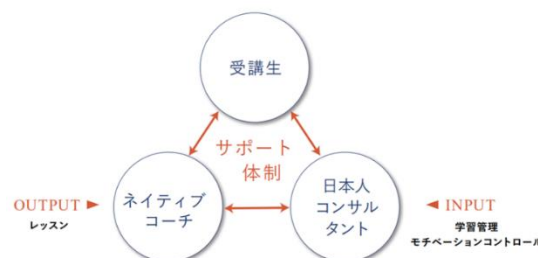 受講生
サポート
体制
ネイティブ
コーチ
日本人
コンサル
タント
OUTPUT
レッスン
INPUT
学習管理
モチベーションコントロール